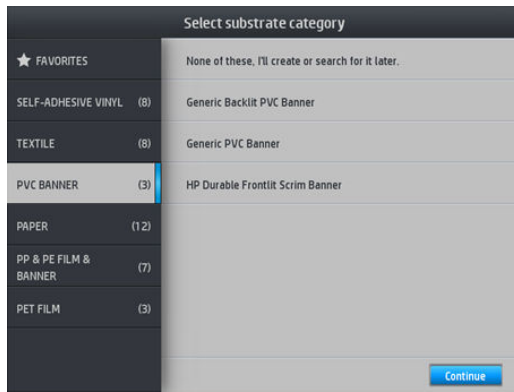 Select substrate category
FAVORITES
None of these, I'll create or search for it later.
SELF-ADHESIVE VINYL (8)
Generic Backlit PVC Banner
TEXTILE (8)
Generic PVC Banner
PVC BANNER (3)
HP Durable Frontlit Scrim Banner
PAPER (12)
PP & PE FILM &
BANNER (7)
PET FILM (3)
Continue